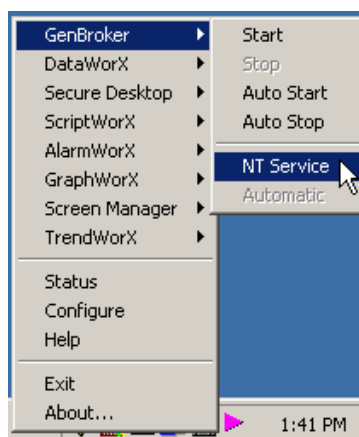 GenBroker
DataWorX
Secure Desktop
ScriptWorX
AlarmWorX
GraphWorX
Screen Manager
TrendWorX
Status
Configure
Help
Exit
About...
Start
Stop
Auto Start
Auto Stop
NT Service
Automatic
1:41 PM